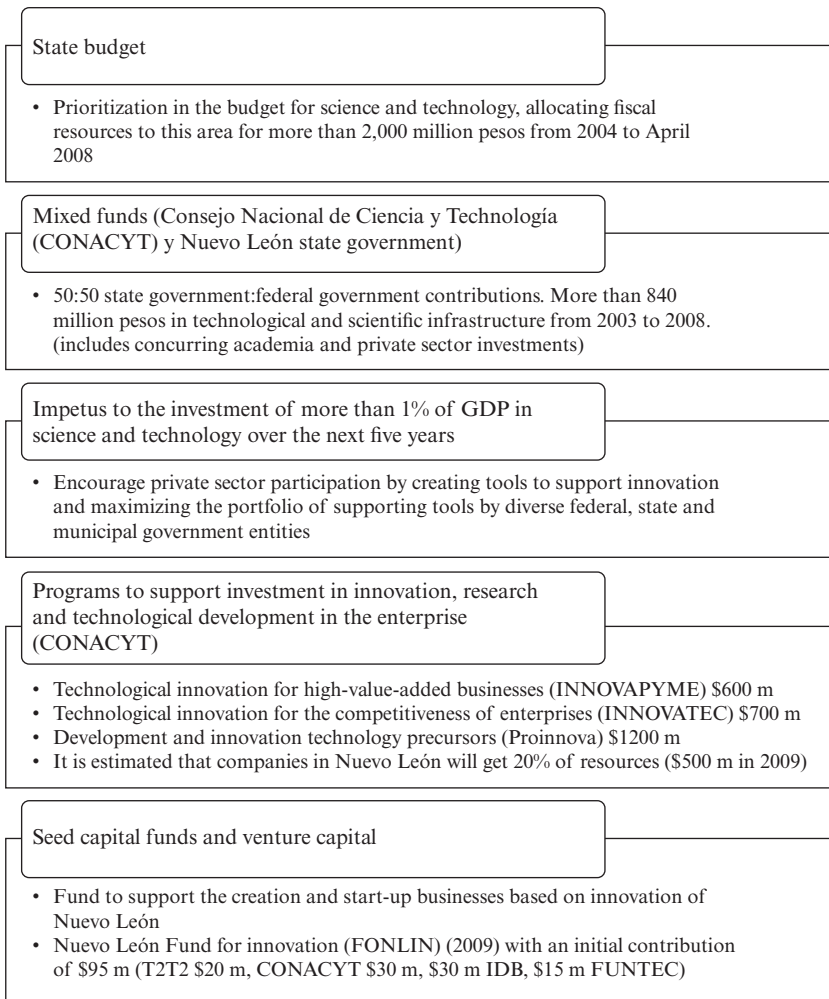 State budget
• Prioritization in the budget for science and technology, allocating fiscal
resources to this area for more than 2,000 million pesos from 2004 to April
2008
Mixed funds (Consejo Nacional de Ciencia y Technología
(CONACYT) y Nuevo León state government)
• 50:50 state government:federal government contributions. More than 840
million pesos in technological and scientific infrastructure from 2003 to 2008.
(includes concurring academia and private sector investments)
Impetus to the investment of more than 1% of GDP in
science and technology over the next five years
• Encourage private sector participation by creating tools to support innovation
and maximizing the portfolio of supporting tools by diverse federal, state and
municipal government entities
Programs to support investment in innovation, research
and technological development in the enterprise
(CONACYT)
• Technological innovation for high-value-added businesses (INNOVAPYME) $600 m
• Technological innovation for the competitiveness of enterprises (INNOVATEC) $700 m
• Development and innovation technology precursors (Proinnova) $1200 m
• It is estimated that companies in Nuevo León will get 20% of resources ($500 m in 2009)
Seed capital funds and venture capital
• Fund to support the creation and start-up businesses based on innovation of
Nuevo León
• Nuevo León Fund for innovation (FONLIN) (2009) with an initial contribution
of $95 m (T2T2 $20 m, CONACYT $30 m, $30 m IDB, $15 m FUNTEC)